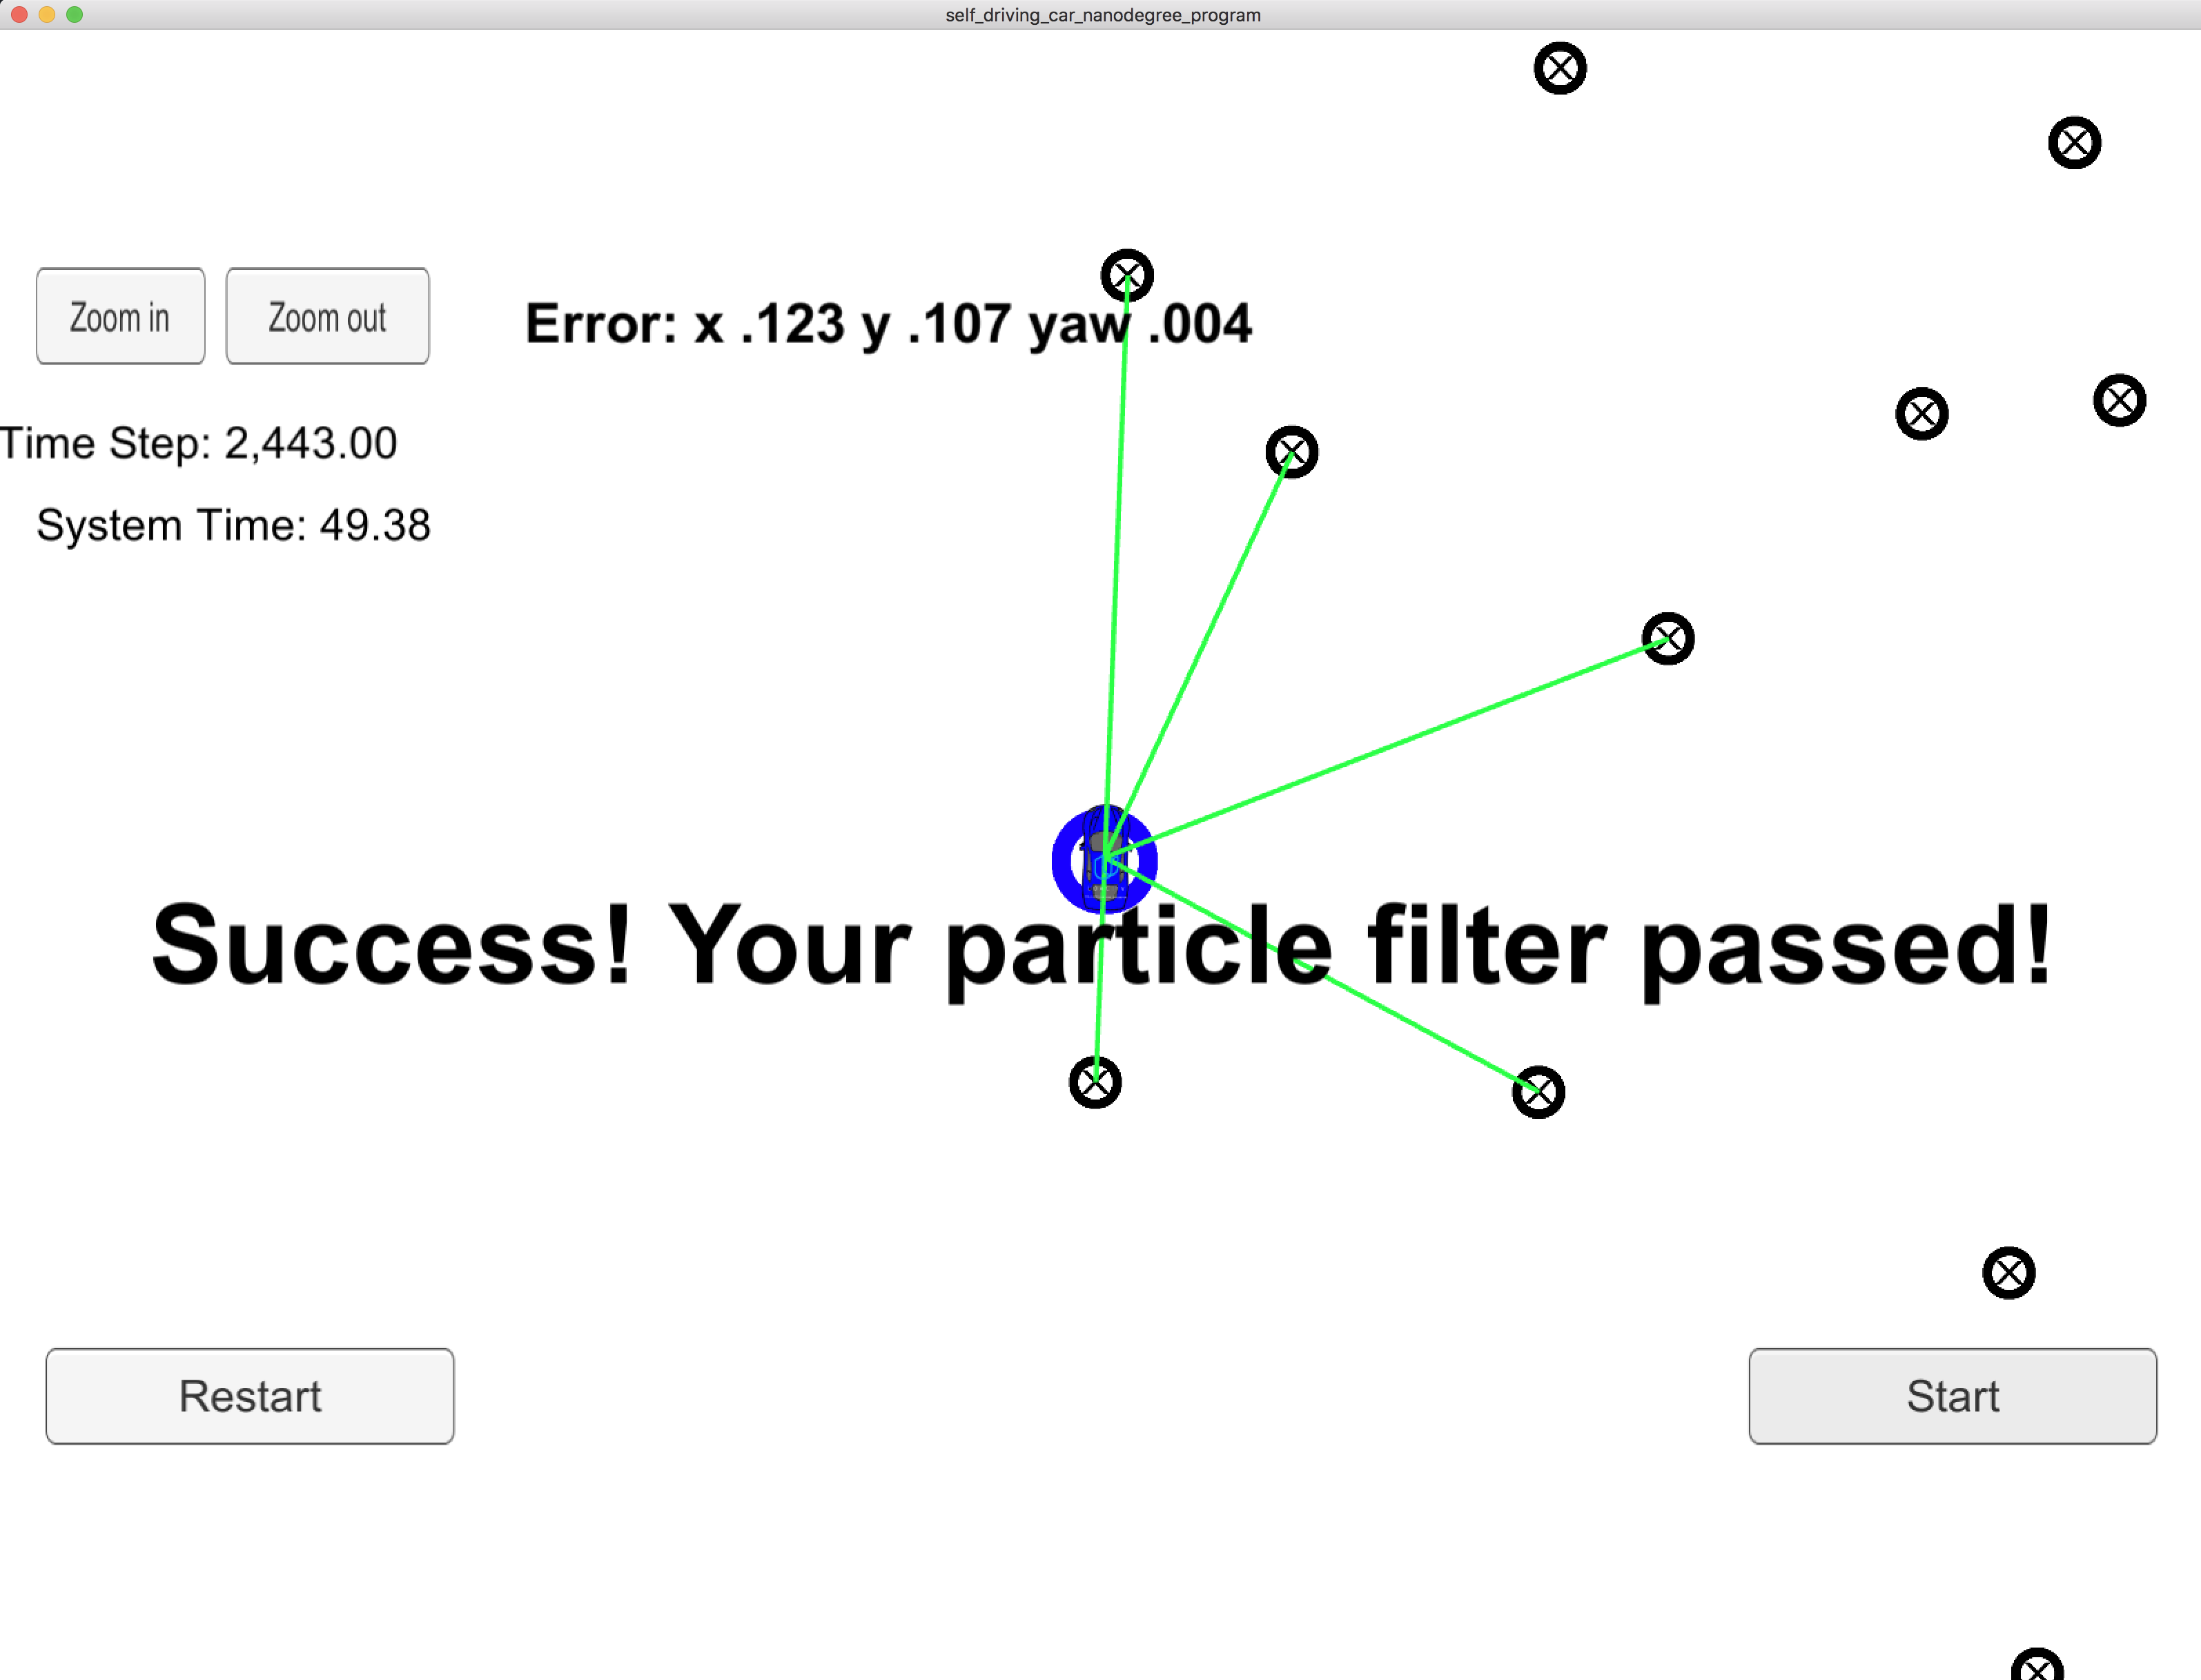 self_driving_car_nanodegree_program
Zoom in
Zoom out
Error: x .123 y .107 yaw .004
Time Step: 2,443.00
System Time: 49.38
Success! Your particle filter passed!
Restart
Start